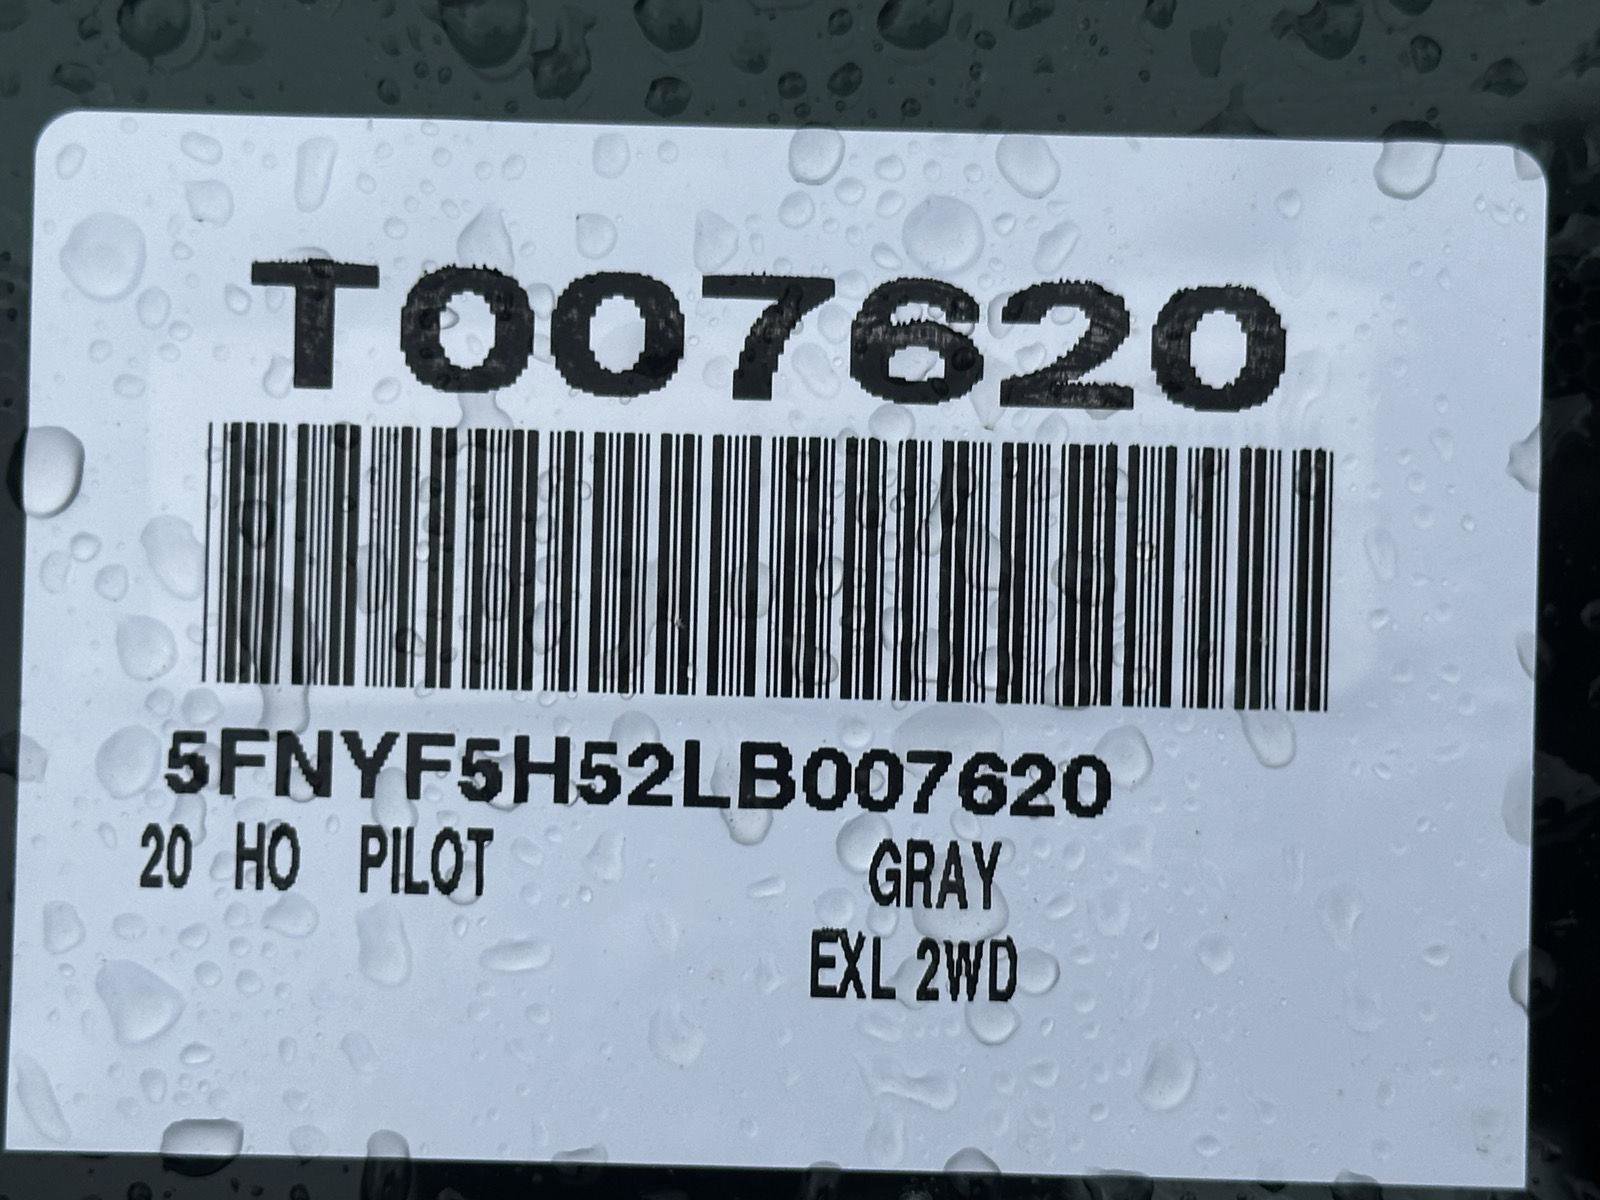 T007620
5FNYF5H52LB007620
20 HO PILOT GRAY
EXL 2WD